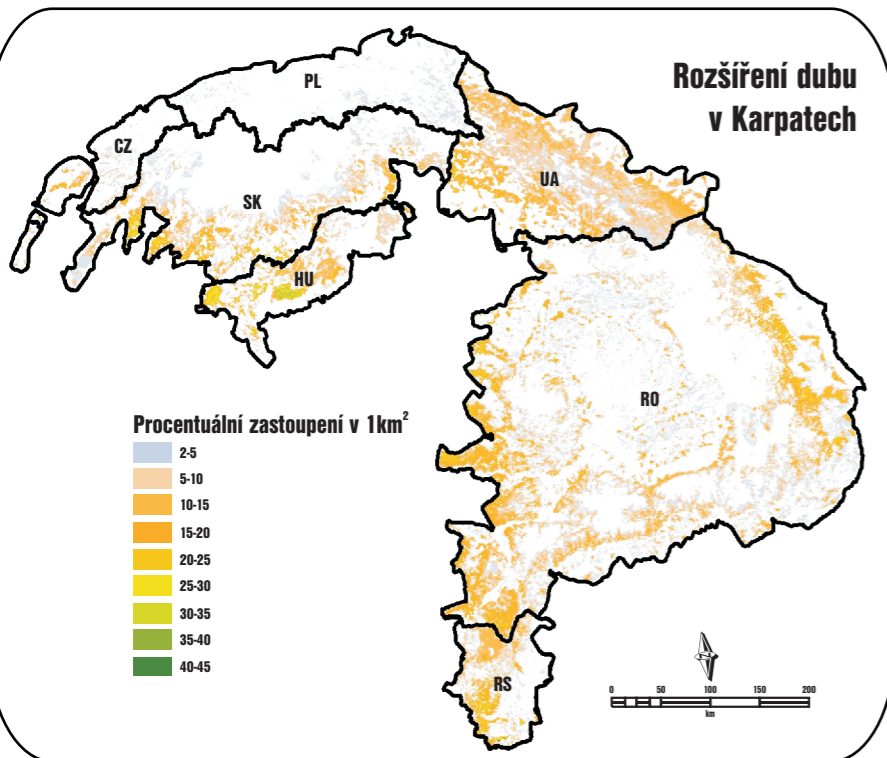 Rozšíření dubu
v Karpatech
PL
CZ
SK
UA
HU
RO
RS
Procentuální zastoupení v 1km²
2-5
5-10
10-15
15-20
20-25
25-30
30-35
35-40
40-45
0 50 100 150 200
km